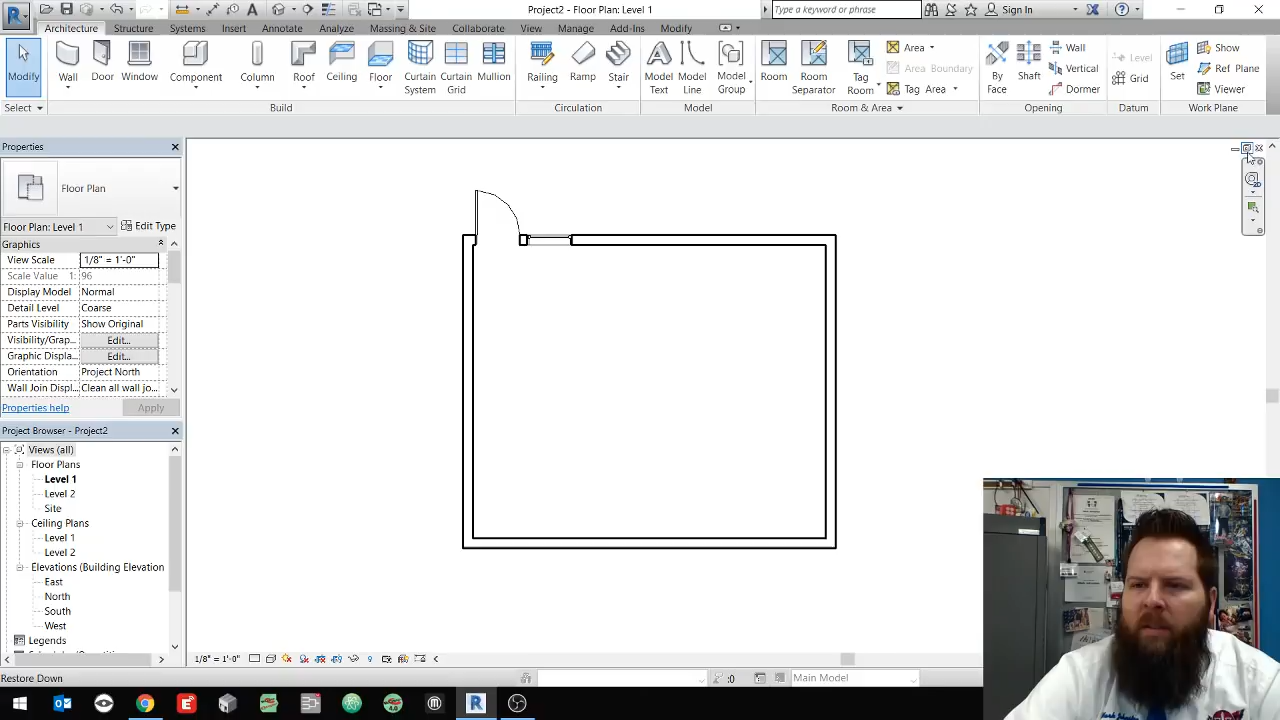 Project2 - Floor Plan: Level 1
Type a keyword or phrase
Sign In
Architecture Structure Systems Insert Annotate Analyze Massing & Site Collaborate View Manage Add-Ins Modify
Modify Wall Door Window Component Column Roof Ceiling Floor Curtain System Curtain Grid Mullion Railing Ramp Stair Model Text Model Line Model Group Room Room Separator Tag Room Area Area Boundary Tag Area By Face Shaft Wall Vertical Dormer Level Grid Set Show Ref Plane Viewer
Select Build Circulation Model Room & Area Opening Datum Work Plane
Properties
Floor Plan
Floor Plan: Level 1 Edit Type
Graphics
View Scale 1/8" = 1'-0"
Scale Value 1: 96
Display Model Normal
Detail Level Coarse
Parts Visibility Show Original
Visibility/Grap... Edit...
Graphic Displa... Edit...
Orientation Project North
Wall Join Displ... Clean all wall jo...
Properties help Apply
Project Browser - Project2
Views (all)
Floor Plans
Level 1
Level 2
Site
Ceiling Plans
Level 1
Level 2
Elevations (Building Elevation
East
North
South
West
Legends
1/8" = 1'-0"
Restore Down
:0 Main Model